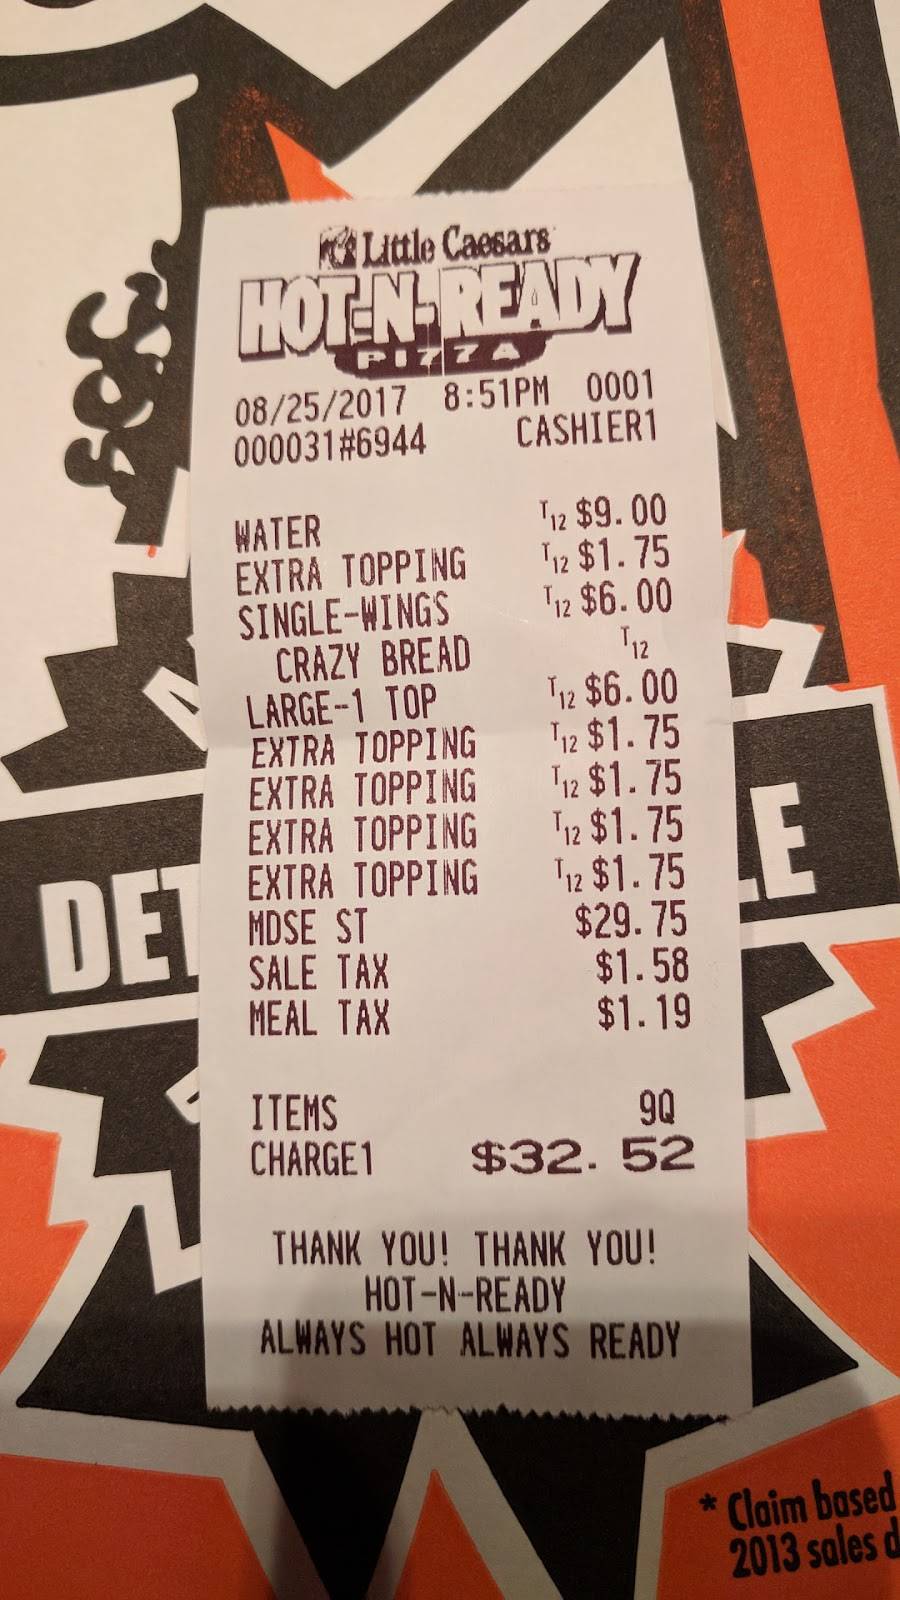 Little Caesars
HOT-N-READY
PIZZA
08/25/2017 8:51PM 0001
000031#6944 CASHIER1
WATER T12 $9.00
EXTRA TOPPING T12 $1.75
SINGLE-WINGS T12 $6.00
CRAZY BREAD T12
LARGE-1 TOP T12 $6.00
EXTRA TOPPING T12 $1.75
EXTRA TOPPING T12 $1.75
EXTRA TOPPING T12 $1.75
EXTRA TOPPING T12 $1.75
MDSE ST $29.75
SALE TAX $1.58
MEAL TAX $1.19
ITEMS 9Q
CHARGE1 $32.52
THANK YOU! THANK YOU!
HOT-N-READY
ALWAYS HOT ALWAYS READY
DET
LE
* Claim based
2013 sales d